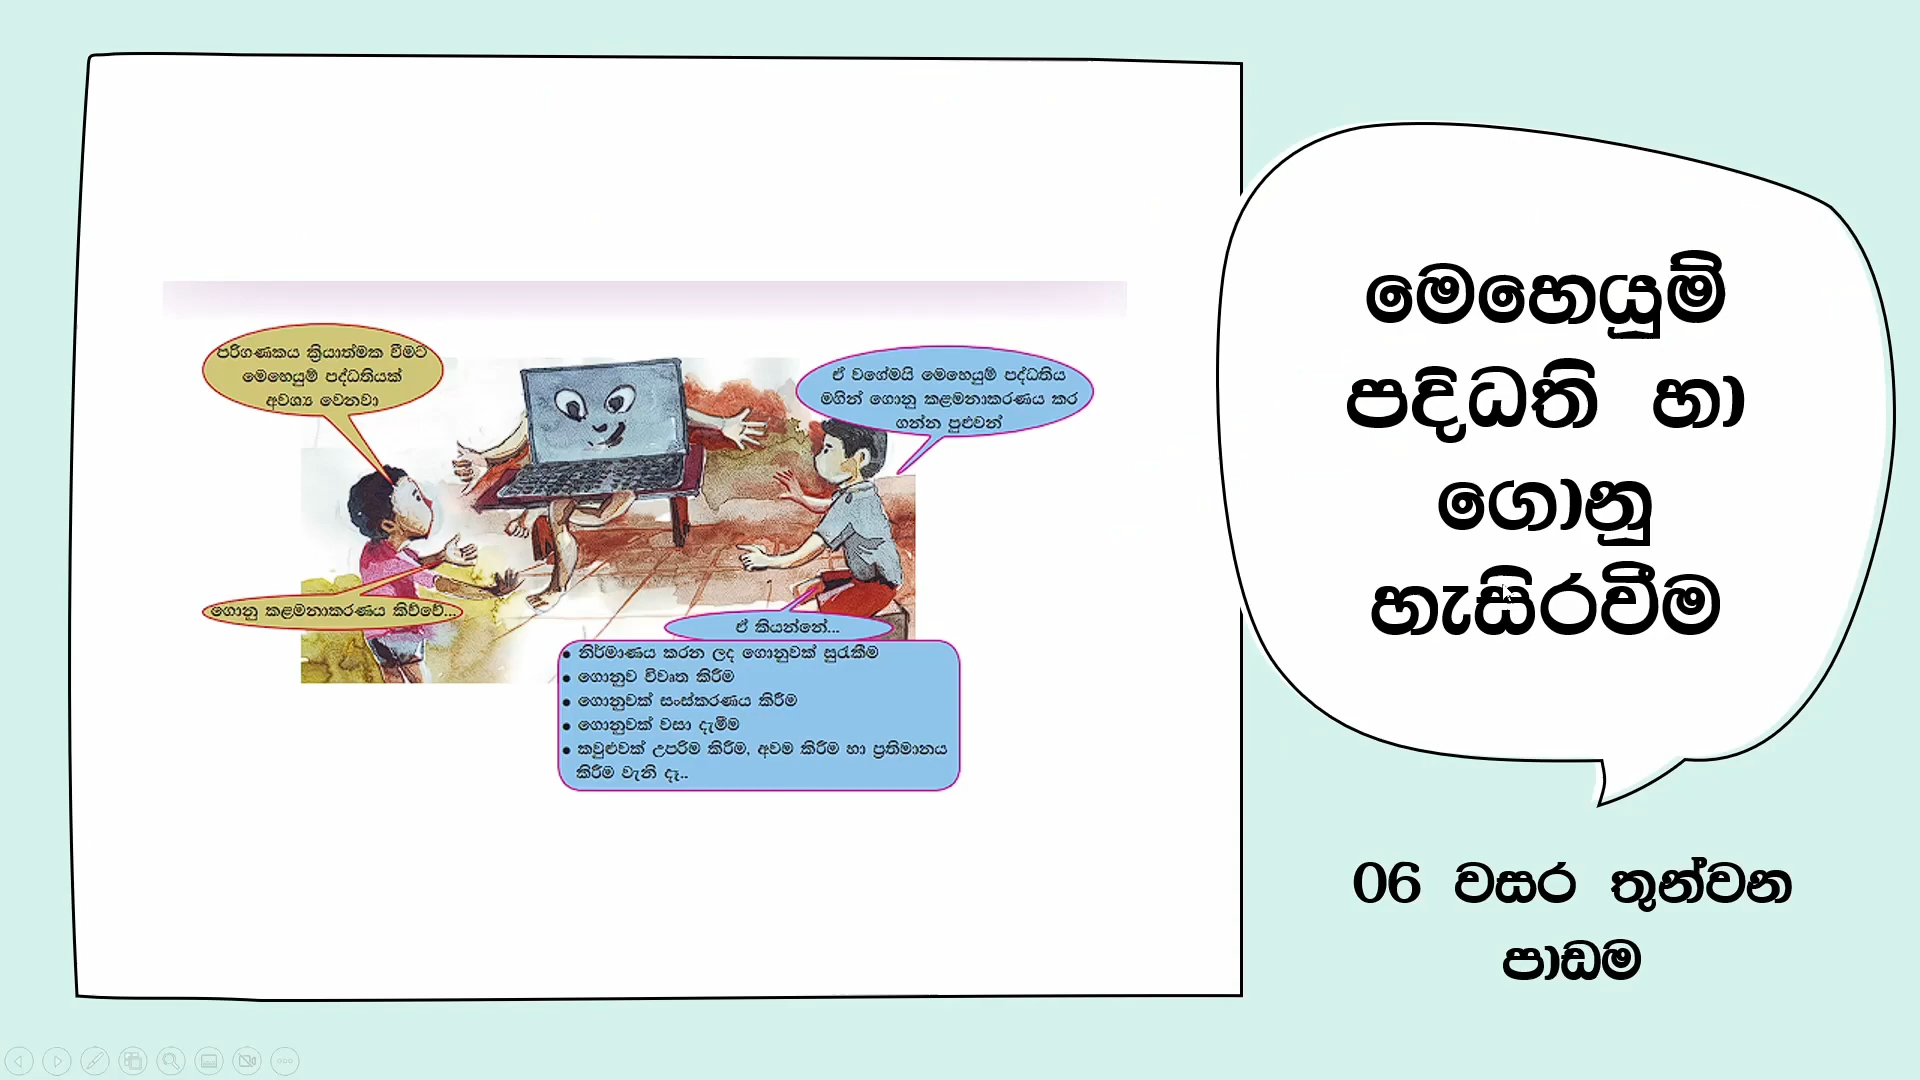 පරිගණකය ක්‍රියාත්මක වීමට
මෙහෙයුම් පද්ධතියක්
අවශ්‍ය වෙනවා
ඒ වගේමයි මෙහෙයුම් පද්ධතිය
මගින් ගොනු කළමනාකරණය කර
ගන්න පුළුවන්
ගොනු කළමනාකරණය කිව්වේ...
ඒ කියන්නේ...
● නිර්මාණය කරන ලද ගොනුවක් සුරැකීම
● ගොනුව විවෘත කිරීම
● ගොනුවක් සංස්කරණය කිරීම
● ගොනුවක් වසා දැමීම
● කවුළුවක් උපරිම කිරීම, අවම කිරීම හා ප්‍රතිමානය
කිරීම වැනි දෑ..
මෙහෙයුම්
පද්ධති හා
ගොනු
හැසිරවීම
06 වසර තුන්වන
පාඩම